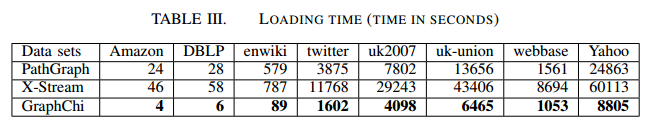 TABLE III. LOADING TIME (TIME IN SECONDS)
Data sets Amazon DBLP enwiki twitter uk2007 uk-union webbase Yahoo
PathGraph 24 28 579 3875 7802 13656 1561 24863
X-Stream 46 58 787 11768 29243 43406 8694 60113
GraphChi 4 6 89 1602 4098 6465 1053 8805